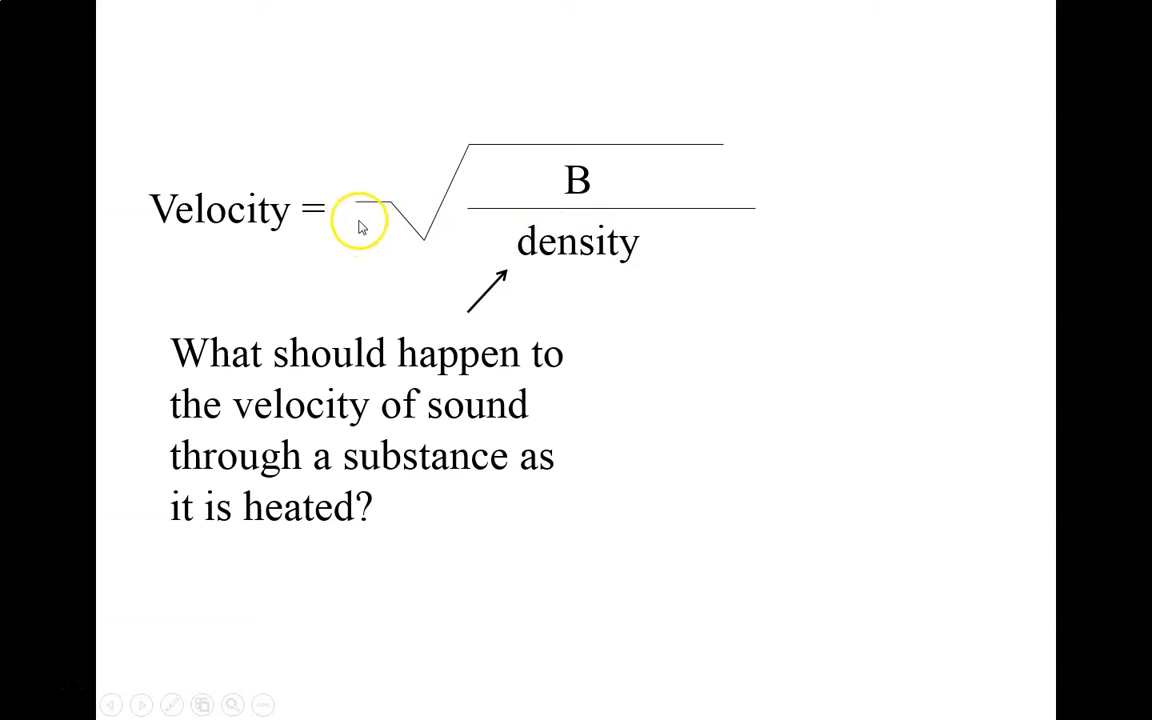 B
Velocity =
density
What should happen to
the velocity of sound
through a substance as
it is heated?